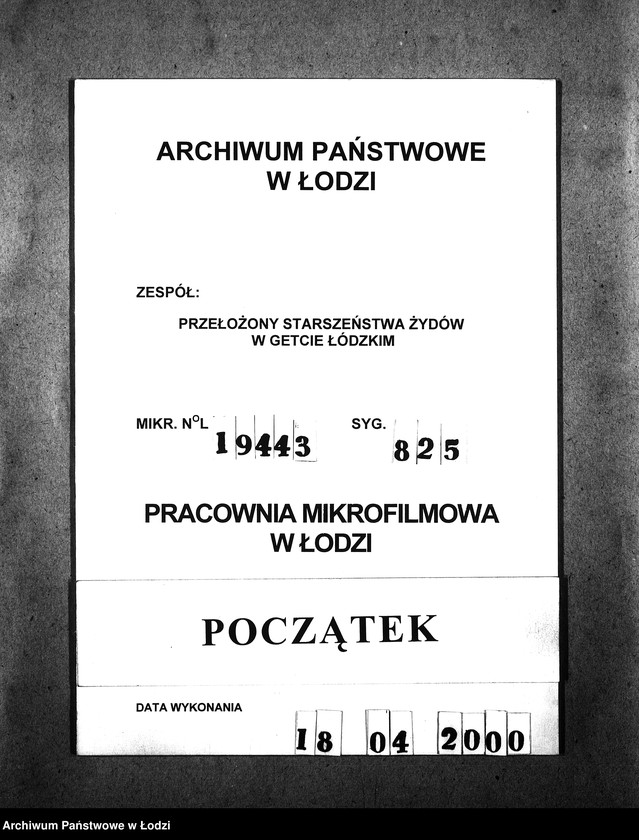 ARCHIWUM PAŃSTWOWE
W ŁODZI
ZESPÓŁ:
PRZEŁOŻONY STARSZEŃSTWA ŻYDÓW
W GETCIE ŁÓDZKIM
MIKR. NOL 19443 SYG. 825
PRACOWNIA MIKROFILMOWA
W ŁODZI
POCZĄTEK
DATA WYKONANIA 18 04 2000
Archiwum Państwowe w Łodzi